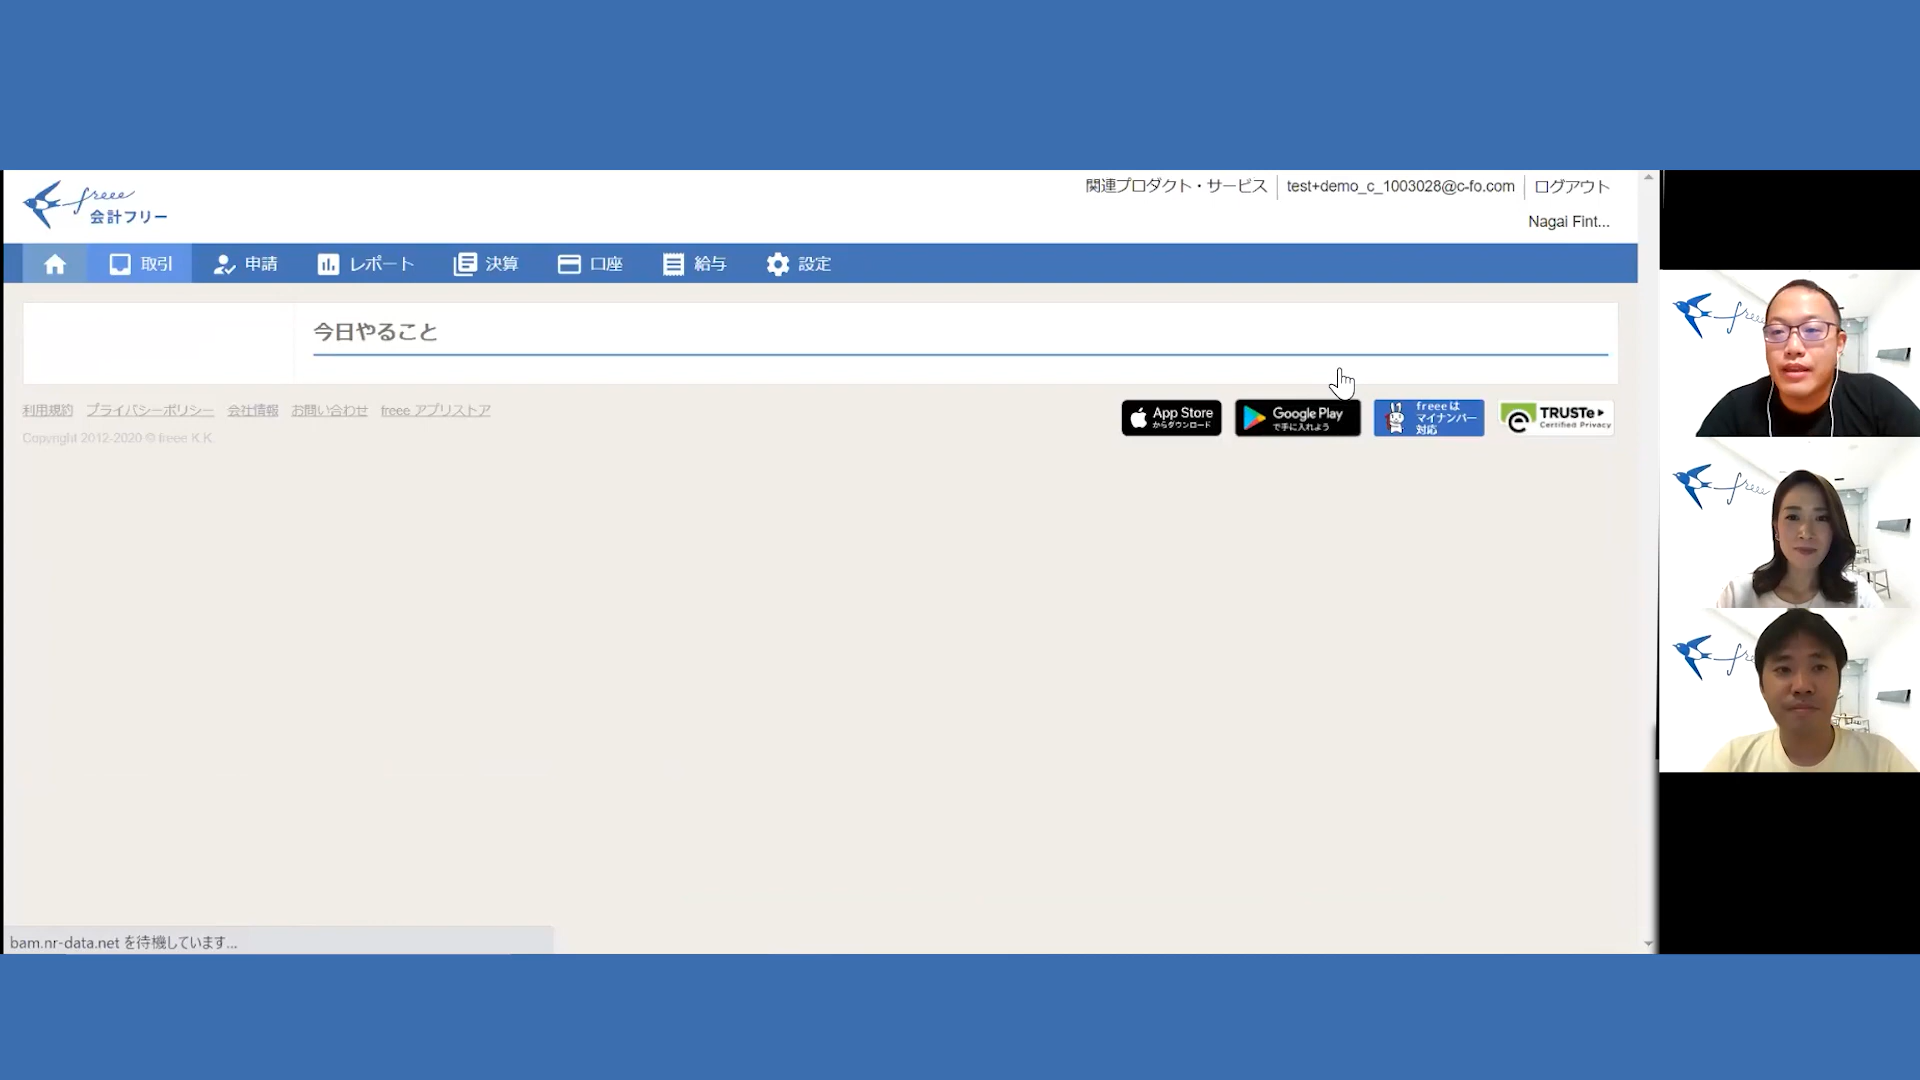 freee
会計フリー
関連プロダクト・サービス
test+demo_c_1003028@c-fo.com
ログアウト
Nagai Fint...
取引
申請
レポート
決算
口座
給与
設定
今日やること
利用規約 プライバシーポリシー 会社情報 お問い合わせ freee アプリストア
Copyright 2012-2020 © freee K.K.
App Store
からダウンロード
Google Play
で手に入れよう
freeeは
マイナンバー
対応
TRUSTe
Certified Privacy
bam.nr-data.net を待機しています...
freee